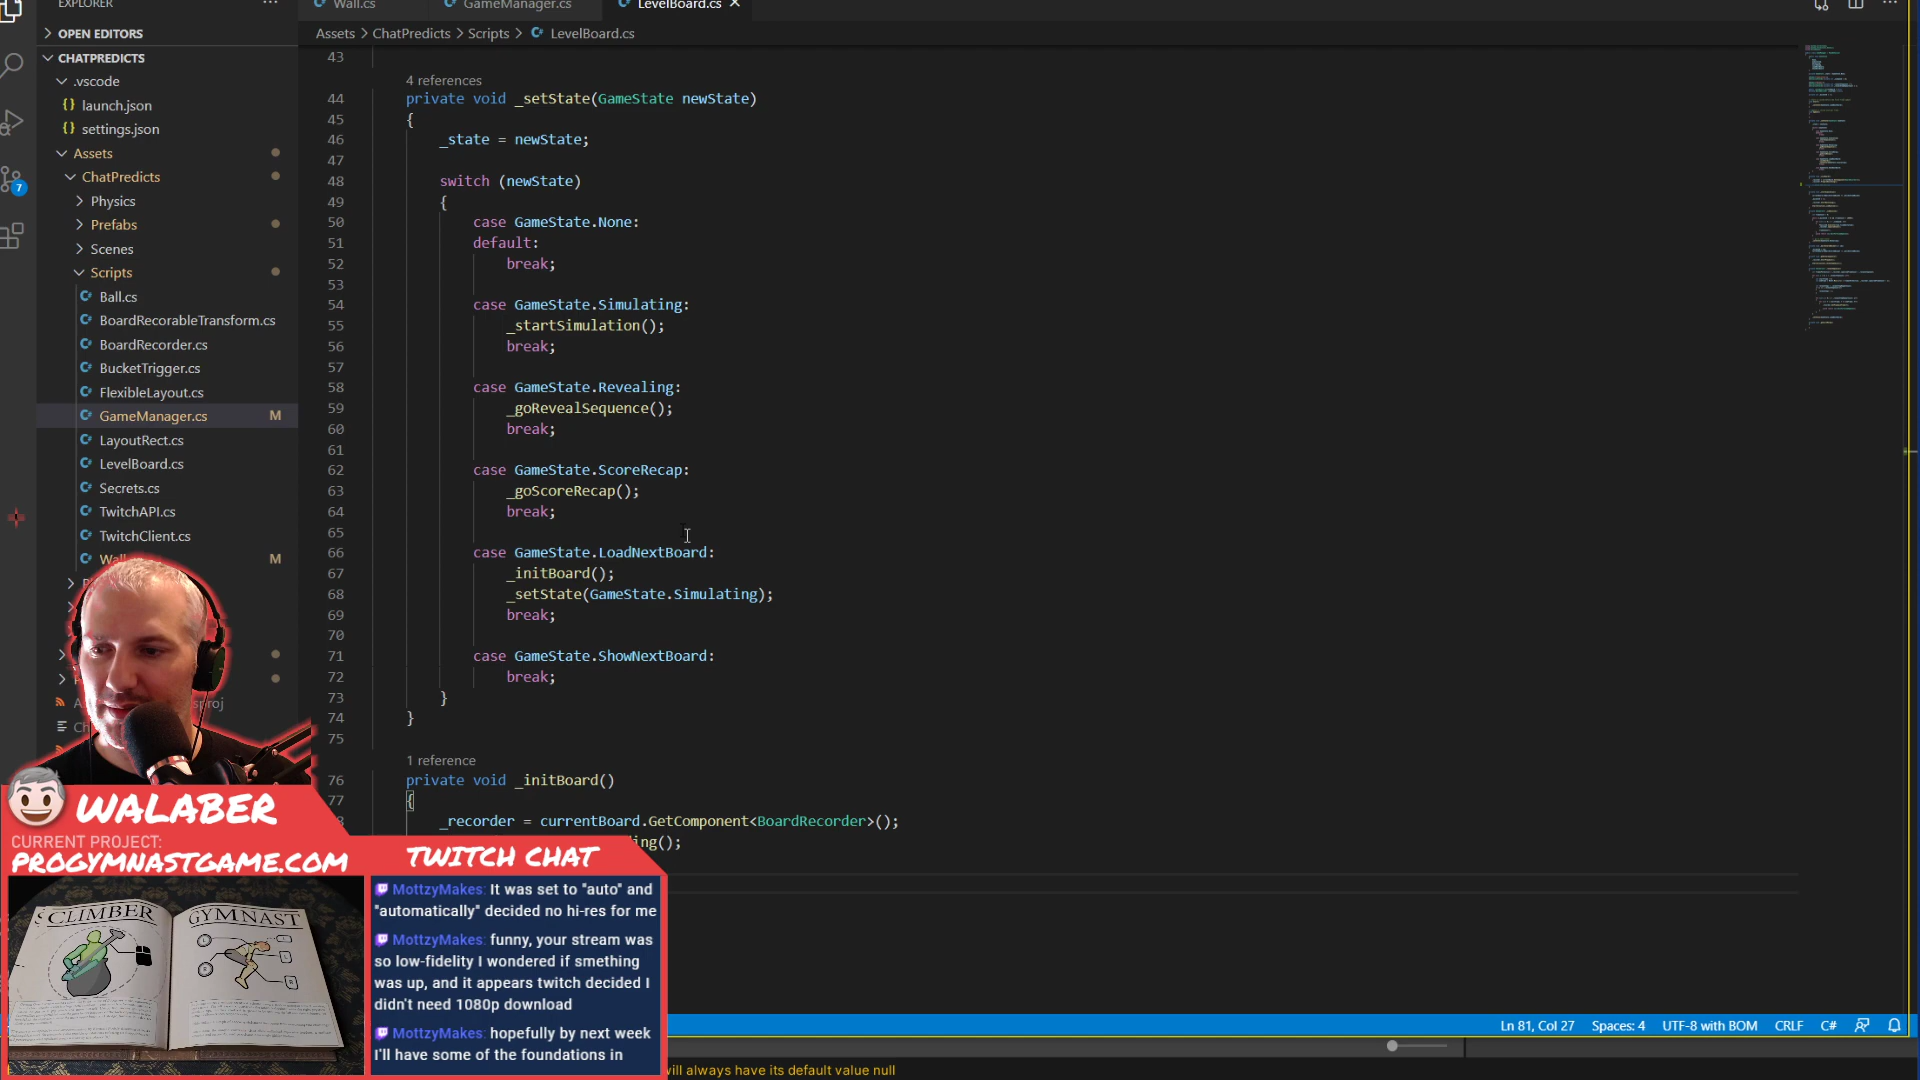 EXPLORER
Wall.cs
GameManager.cs
LevelBoard.cs
OPEN EDITORS
Assets > ChatPredicts > Scripts > LevelBoard.cs
CHATPREDICTS
.vscode
launch.json
settings.json
Assets
ChatPredicts
Physics
Prefabs
Scenes
Scripts
Ball.cs
BoardRecorableTransform.cs
BoardRecorder.cs
BucketTrigger.cs
FlexibleLayout.cs
GameManager.cs M
LayoutRect.cs
LevelBoard.cs
Secrets.cs
TwitchAPI.cs
TwitchClient.cs
M
7
43
4 references
44 private void _setState(GameState newState)
45 {
46 _state = newState;
47
48 switch (newState)
49 {
50 case GameState.None:
51 default:
52 break;
53
54 case GameState.Simulating:
55 _startSimulation();
56 break;
57
58 case GameState.Revealing:
59 _goRevealSequence();
60 break;
61
62 case GameState.ScoreRecap:
63 _goScoreRecap();
64 break;
65
66 case GameState.LoadNextBoard:
67 _initBoard();
68 _setState(GameState.Simulating);
69 break;
70
71 case GameState.ShowNextBoard:
72 break;
73 }
74 }
75
1 reference
76 private void _initBoard()
77 {
_recorder = currentBoard.GetComponent<BoardRecorder>();
ing();
WALABER
CURRENT PROJECT:
PROGYMNASTGAME.COM
CLIMBER
GYMNAST
TWITCH CHAT
MottzyMakes: It was set to "auto" and
"automatically" decided no hi-res for me
MottzyMakes: funny, your stream was
so low-fidelity I wondered if smething
was up, and it appears twitch decided I
didn't need 1080p download
MottzyMakes: hopefully by next week
I'll have some of the foundations in
Ln 81, Col 27 Spaces: 4 UTF-8 with BOM CRLF C#
will always have its default value null